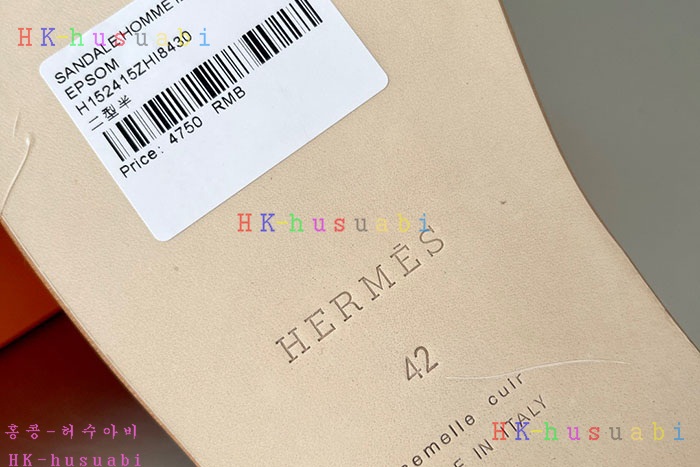 HK-husuabi
SANDALE HOMME
EPSOM
H152415ZHI8430
二型半
Price: 4750 RMB
HK-husuabi
HERMÈS
42
semelle cuir
IN ITALY
HK-husuabi
홍콩-허수아비
HK-husuabi